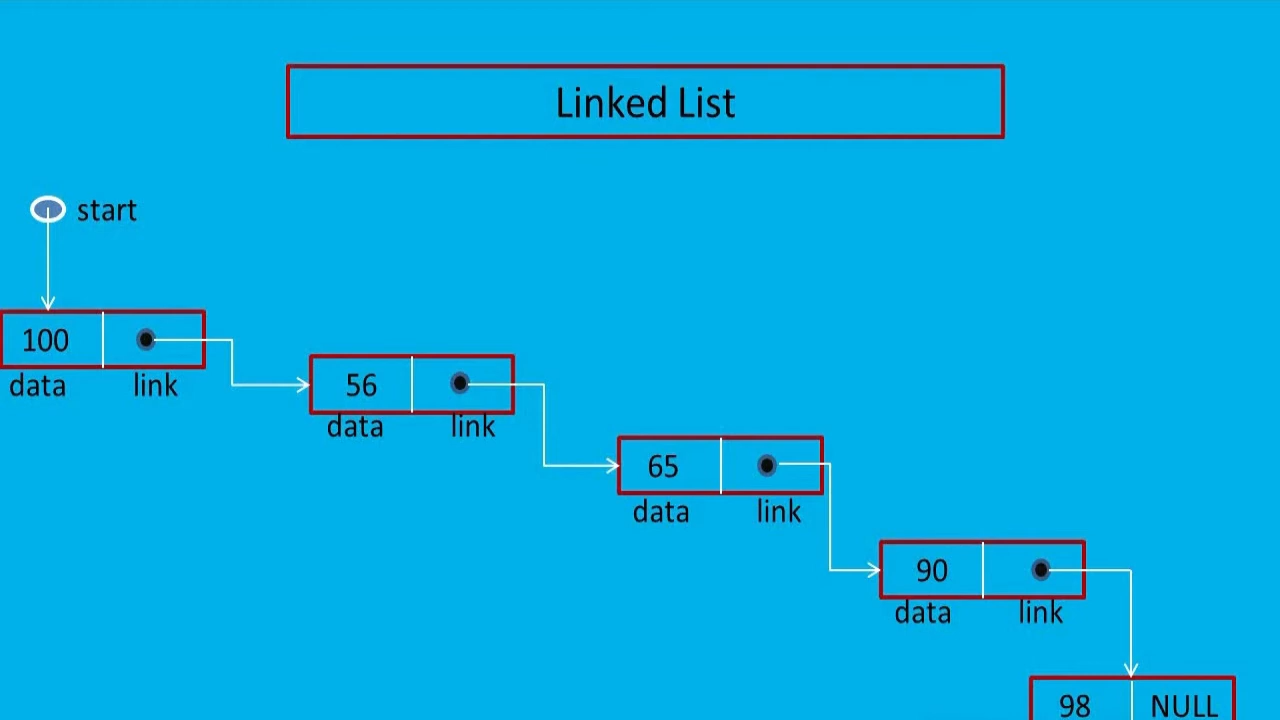 Linked List
start
100
data link
56
data link
65
data link
90
data link
98 NULL